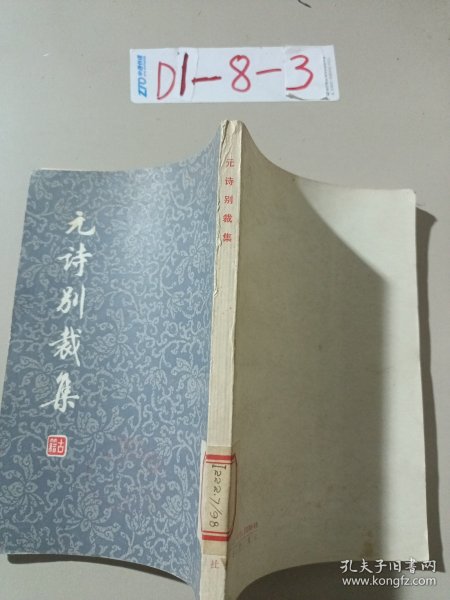 D1-8-3
元诗别裁集
元诗别裁集
I222.7/98
社
孔夫子旧书网
www.kongfz.com